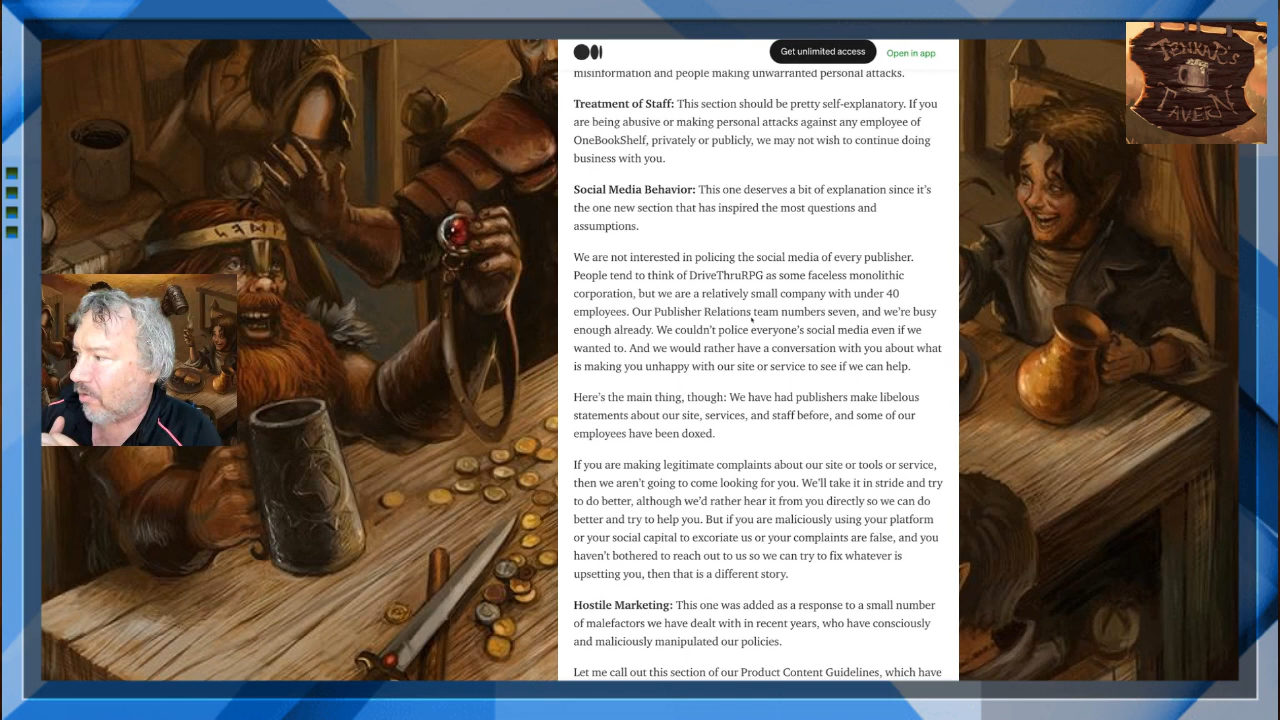 TENKAR'S
TAVERN
Get unlimited access
Open in app
misinformation and people making unwarranted personal attacks.
Treatment of Staff: This section should be pretty self-explanatory. If you
are being abusive or making personal attacks against any employee of
OneBookShelf, privately or publicly, we may not wish to continue doing
business with you.
Social Media Behavior: This one deserves a bit of explanation since it’s
the one new section that has inspired the most questions and
assumptions.
We are not interested in policing the social media of every publisher.
People tend to think of DriveThruRPG as some faceless monolithic
corporation, but we are a relatively small company with under 40
employees. Our Publisher Relations team numbers seven, and we’re busy
enough already. We couldn’t police everyone’s social media even if we
wanted to. And we would rather have a conversation with you about what
is making you unhappy with our site or service to see if we can help.
Here’s the main thing, though: We have had publishers make libelous
statements about our site, services, and staff before, and some of our
employees have been doxed.
If you are making legitimate complaints about our site or tools or service,
then we aren’t going to come looking for you. We’ll take it in stride and try
to do better, although we’d rather hear it from you directly so we can do
better and try to help you. But if you are maliciously using your platform
or your social capital to excoriate us or your complaints are false, and you
haven’t bothered to reach out to us so we can try to fix whatever is
upsetting you, then that is a different story.
Hostile Marketing: This one was added as a response to a small number
of malefactors we have dealt with in recent years, who have consciously
and maliciously manipulated our policies.
Let me call out this section of our Product Content Guidelines, which have